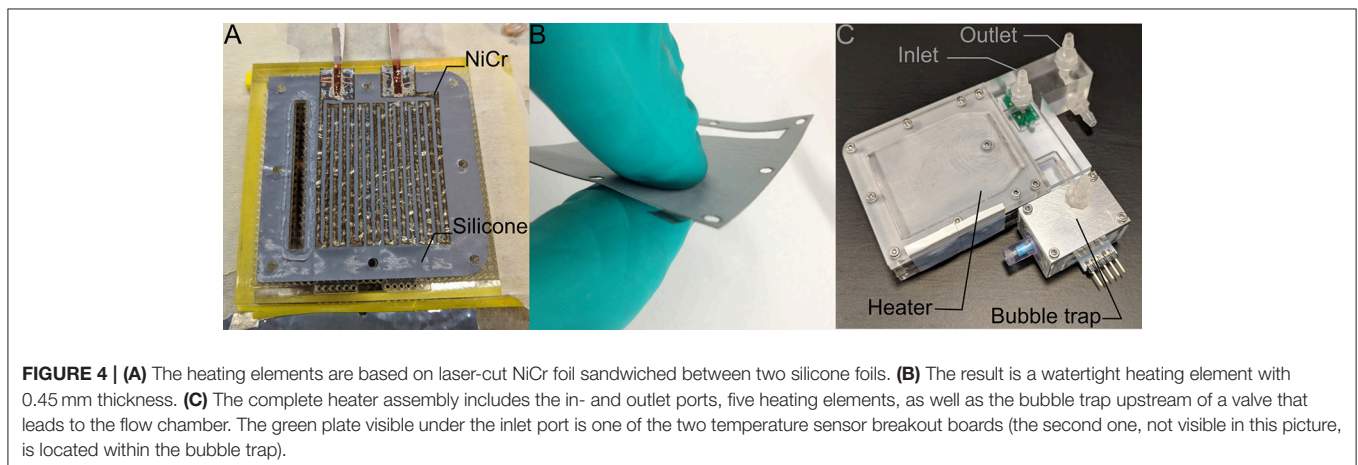 A
NiCr
Silicone
B
C
Outlet
Inlet
Heater
Bubble trap
FIGURE 4 | (A) The heating elements are based on laser-cut NiCr foil sandwiched between two silicone foils. (B) The result is a watertight heating element with
0.45 mm thickness. (C) The complete heater assembly includes the in- and outlet ports, five heating elements, as well as the bubble trap upstream of a valve that
leads to the flow chamber. The green plate visible under the inlet port is one of the two temperature sensor breakout boards (the second one, not visible in this picture,
is located within the bubble trap).